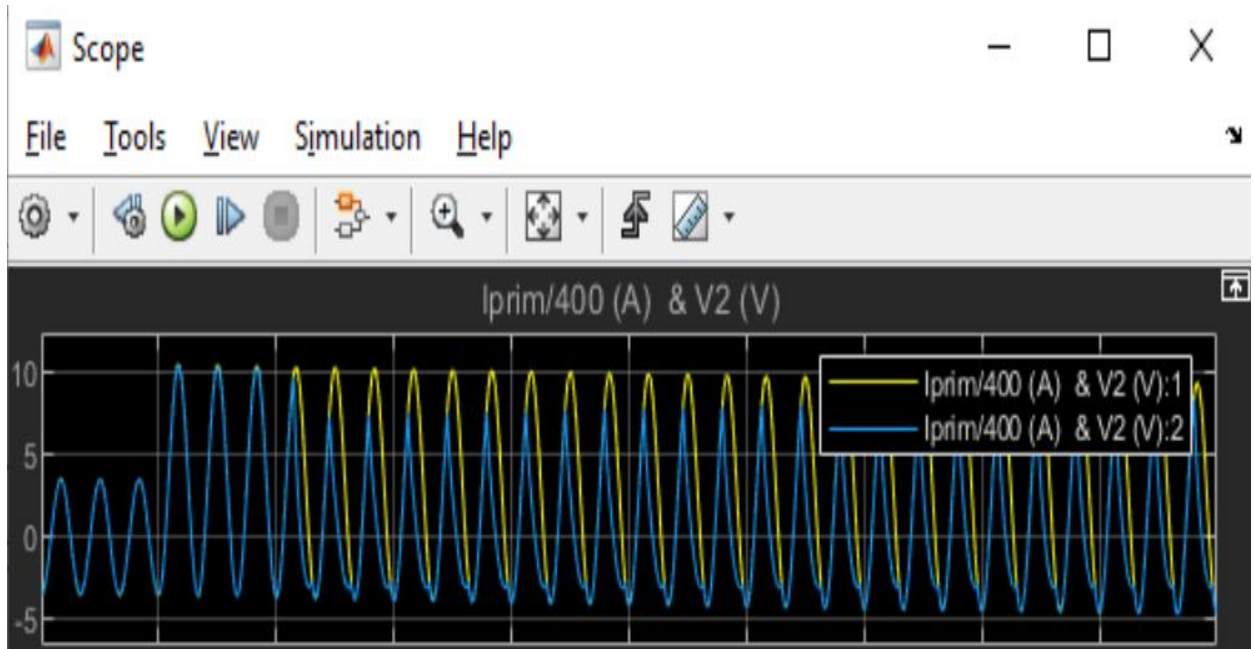 Scope
File Tools View Simulation Help
Iprim/400 (A) & V2 (V)
10
5
0
-5
Iprim/400 (A) & V2 (V):1
Iprim/400 (A) & V2 (V):2